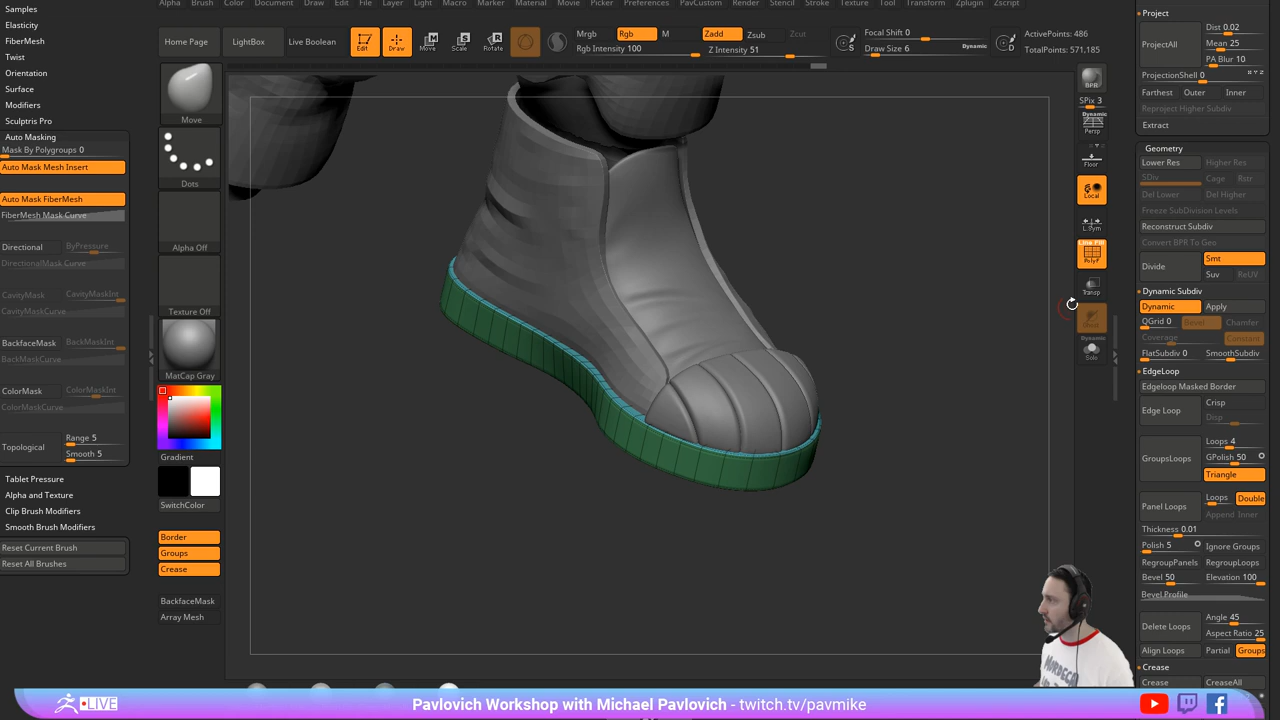 Alpha Brush Color Document Draw Edit File Layer Light Macro Marker Material Movie Picker Preferences PavCustom Render Stencil Stroke Texture Tool Transform Zplugin Zscript
Samples
Elasticity
FiberMesh
Twist
Orientation
Surface
Modifiers
Sculptris Pro
Auto Masking
Mask By Polygroups 0
Auto Mask Mesh Insert
Auto Mask FiberMesh
FiberMesh Mask Curve
Directional ByPressure
DirectionalMask Curve
CavityMask CavityMaskInt
CavityMaskCurve
BackfaceMask BackMaskInt
BackMaskCurve
ColorMask ColorMaskInt
ColorMaskCurve
Topological Range 5
Smooth 5
Tablet Pressure
Alpha and Texture
Clip Brush Modifiers
Smooth Brush Modifiers
Reset Current Brush
Reset All Brushes
Home Page LightBox Live Boolean
Edit Draw Move Scale Rotate
Mrgb Rgb M
Rgb Intensity 100
Zadd Zsub Zcut
Z Intensity 51
S
Focal Shift 0
Draw Size 6 Dynamic
D
ActivePoints: 486
TotalPoints: 571,185
Move
Dots
Alpha Off
Texture Off
MatCap Gray
Gradient
SwitchColor
Border
Groups
Crease
BackfaceMask
Array Mesh
BPR
SPix 3
Dynamic
Persp
Floor
Local
L.Sym
Line Fill
Polyf
Transp
Ghost
Dynamic
Solo
Project
ProjectAll
Dist 0.02
Mean 25
PA Blur 10
ProjectionShell 0
Farthest Outer Inner
Reproject Higher Subdiv
Extract
Geometry
Lower Res Higher Res
SDiv Cage Rstr
Del Lower Del Higher
Freeze SubDivision Levels
Reconstruct Subdiv
Convert BPR To Geo
Divide Smt
Suv ReUV
Dynamic Subdiv
Dynamic Apply
QGrid 0 Bevel Chamfer
Coverage Constant
FlatSubdiv 0 SmoothSubdiv
EdgeLoop
Edgeloop Masked Border
Edge Loop Crisp
Disp
GroupsLoops Loops 4
GPolish 50
Triangle
Panel Loops Loops Double
Append Inner
Thickness 0.01
Polish 5 Ignore Groups
RegroupPanels RegroupLoops
Bevel 50 Elevation 100
Bevel Profile
Delete Loops Angle 45
Aspect Ratio 25
Align Loops Partial Groups
Crease
Crease CreaseAll
LIVE
Pavlovich Workshop with Michael Pavlovich - twitch.tv/pavmike